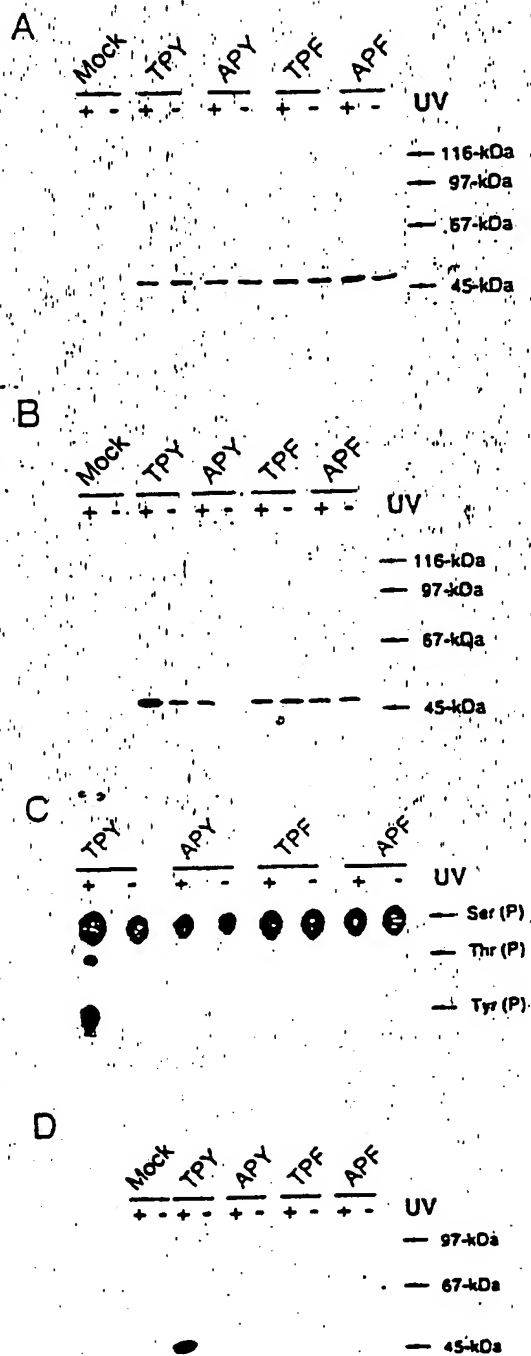 A
Mock TPY APY TPF APF
+ - + - + - + - + - UV
116-kDa
97-kDa
67-kDa
45-kDa
B
Mock TPY APY TPF APF
+ - + - + - + - + - UV
116-kDa
97-kDa
67-kDa
45-kDa
C
TPY APY TPF APF
+ - + - + - + - UV
Ser (P)
Thr (P)
Tyr (P)
D
Mock TPY APY TPF APF
+ - + - + - + - + - UV
97-kDa
67-kDa
45-kDa